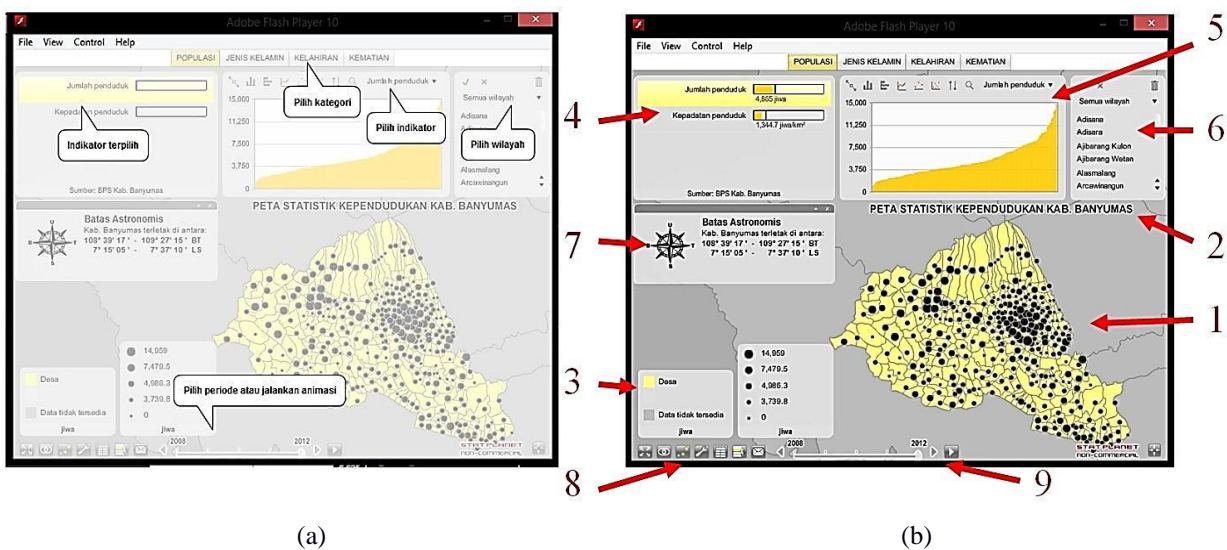 Adobe Flash Player 10
File View Control Help
POPULASI JENIS KELAMIN KELAHIRAN KEMATIAN
Jumlah penduduk
Kepadatan penduduk
Indikator terpilih
Sumber: BPS Kab. Banyumas
Jumlah penduduk
15,000
11,250
7,500
3,750
0
Pilih kategori
Pilih indikator
Semua wilayah
Adisana
Pilih wilayah
Alasmalang
Arcawinangun
PETA STATISTIK KEPENDUDUKAN KAB. BANYUMAS
Batas Astronomis
Kab. Banyumas terletak di antara:
108° 39' 17 " - 109° 27' 15 " BT
7° 15' 05 " - 7° 37' 10 " LS
U
B T
S
Desa
Data tidak tersedia
14,959
7,479.5
4,986.3
3,739.8
0
jiwa
Pilih periode atau jalankan animasi
2008 2012
STAT PLANET
NON-COMMERCIAL
(a)
Adobe Flash Player 10
File View Control Help
POPULASI JENIS KELAMIN KELAHIRAN KEMATIAN
Jumlah penduduk
4,865 jiwa
Kepadatan penduduk
1,344.7 jiwa/km²
Sumber: BPS Kab. Banyumas
Jumlah penduduk
15,000
11,250
7,500
3,750
0
Semua wilayah
Adisana
Adisara
Ajibarang Kulon
Ajibarang Wetan
Alasmalang
Arcawinangun
PETA STATISTIK KEPENDUDUKAN KAB. BANYUMAS
Batas Astronomis
Kab. Banyumas terletak di antara:
108° 39' 17 " - 109° 27' 15 " BT
7° 15' 05 " - 7° 37' 10 " LS
U
B T
S
Desa
Data tidak tersedia
jiwa
14,959
7,479.5
4,986.3
3,739.8
0
jiwa
2008 2012
STAT PLANET
NON-COMMERCIAL
5
4
6
7
2
1
3
8
9
(b)